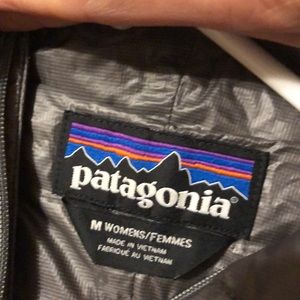 patagonia®
M WOMENS/FEMMES
MADE IN VIETNAM
FABRIQUÉ AU VIETNAM